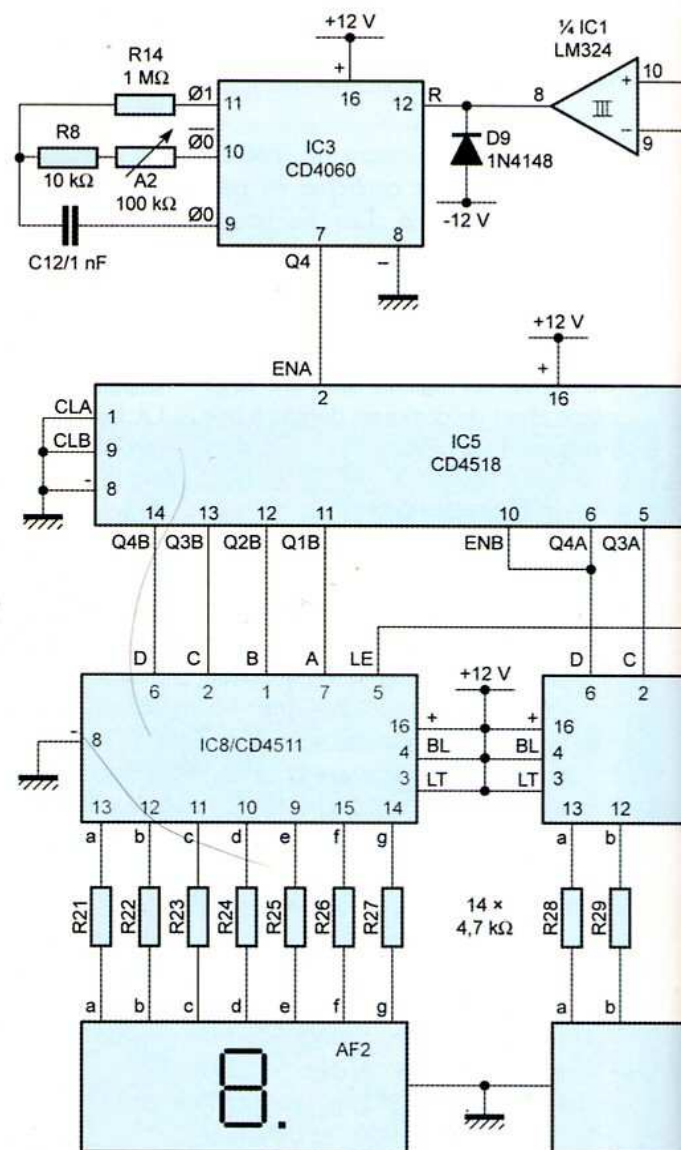 +12 V
¼ IC1
LM324
R14
1 MΩ
+
Ø1
11
16
12
R
8
+
10
III
−
9
R8
10 kΩ
A2
100 kΩ
Ø0
10
IC3
CD4060
D9
1N4148
Ø0
9
-12 V
C12/1 nF
7
8
Q4
−
+12 V
ENA
+
2
16
CLA
1
CLB
9
IC5
CD4518
-
8
14
13
12
11
10
6
5
Q4B
Q3B
Q2B
Q1B
ENB
Q4A
Q3A
D
C
B
A
LE
+12 V
D
C
6
2
1
7
5
6
2
-
8
IC8/CD4511
16
+
+
16
4
BL
BL
4
3
LT
LT
3
13
12
11
10
9
15
14
13
12
a
b
c
d
e
f
g
a
b
R21
R22
R23
R24
R25
R26
R27
14 ×
4,7 kΩ
R28
R29
a
b
c
d
e
f
g
a
b
AF2
8.